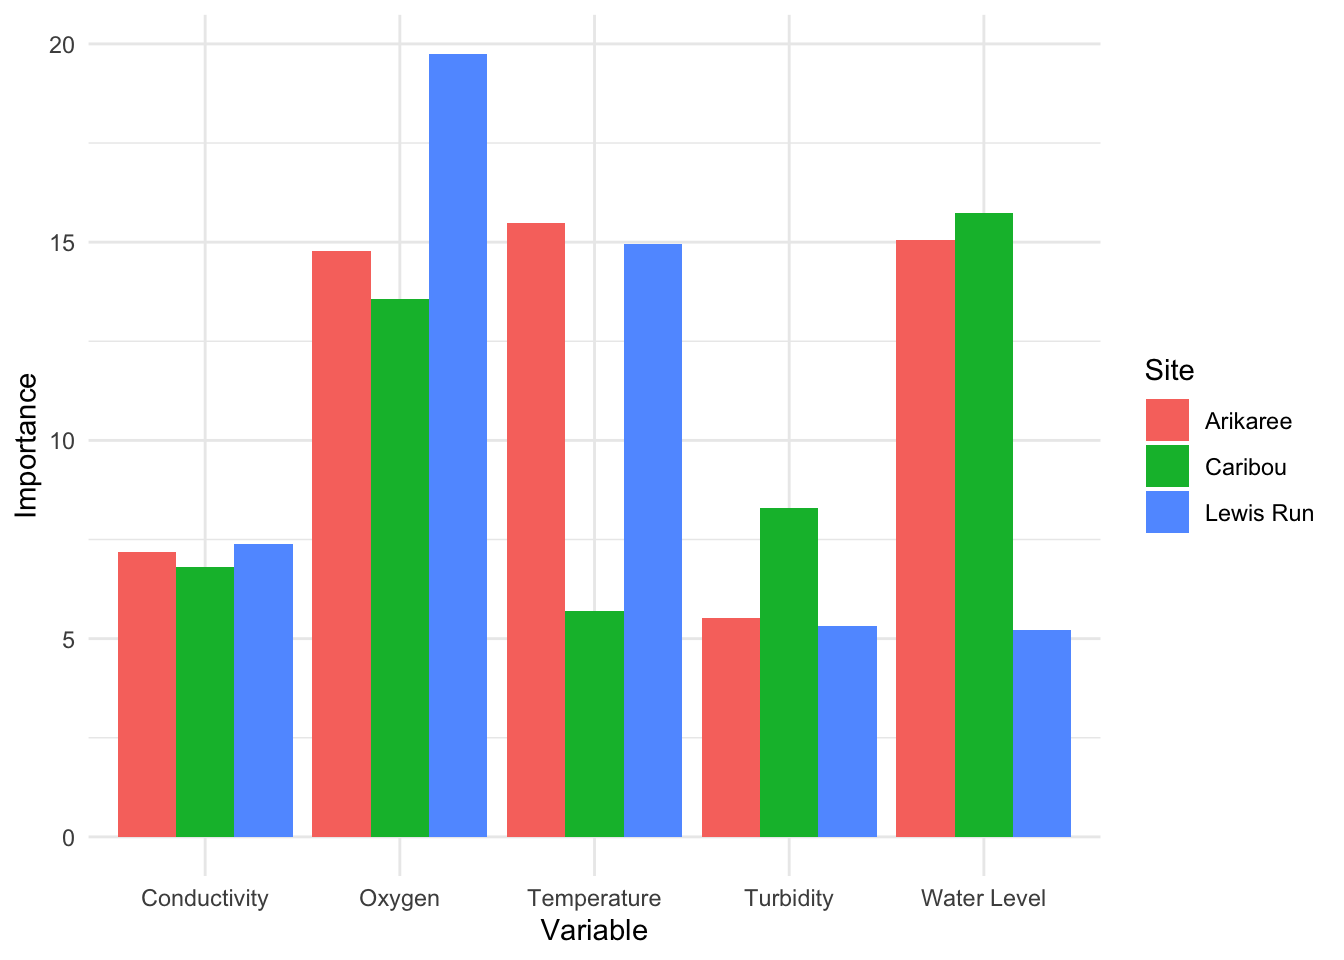 20
15
10
5
0
Importance
Conductivity
Oxygen
Temperature
Turbidity
Water Level
Variable
Site
Arikaree
Caribou
Lewis Run